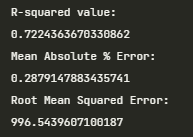 R-squared value:
0.7224363670330862
Mean Absolute % Error:
0.2879147883435741
Root Mean Squared Error:
996.5439607100187